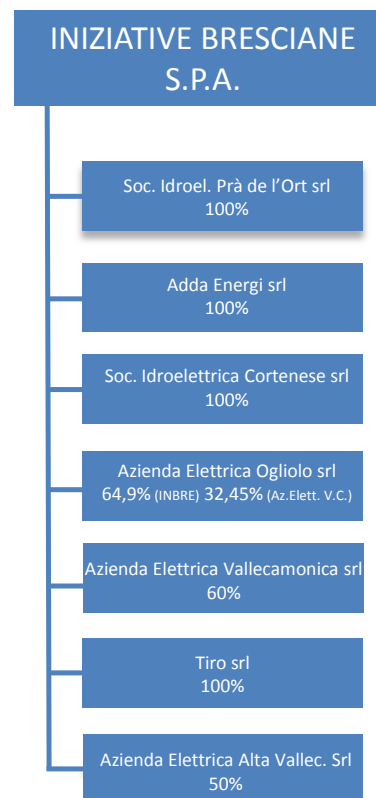 INIZIATIVE BRESCIANE
S.P.A.
Soc. Idroel. Prà de l’Ort srl
100%
Adda Energi srl
100%
Soc. Idroelettrica Cortenese srl
100%
Azienda Elettrica Ogliolo srl
64,9% (INBRE) 32,45% (Az.Elett. V.C.)
Azienda Elettrica Vallecamonica srl
60%
Tiro srl
100%
Azienda Elettrica Alta Vallec. Srl
50%